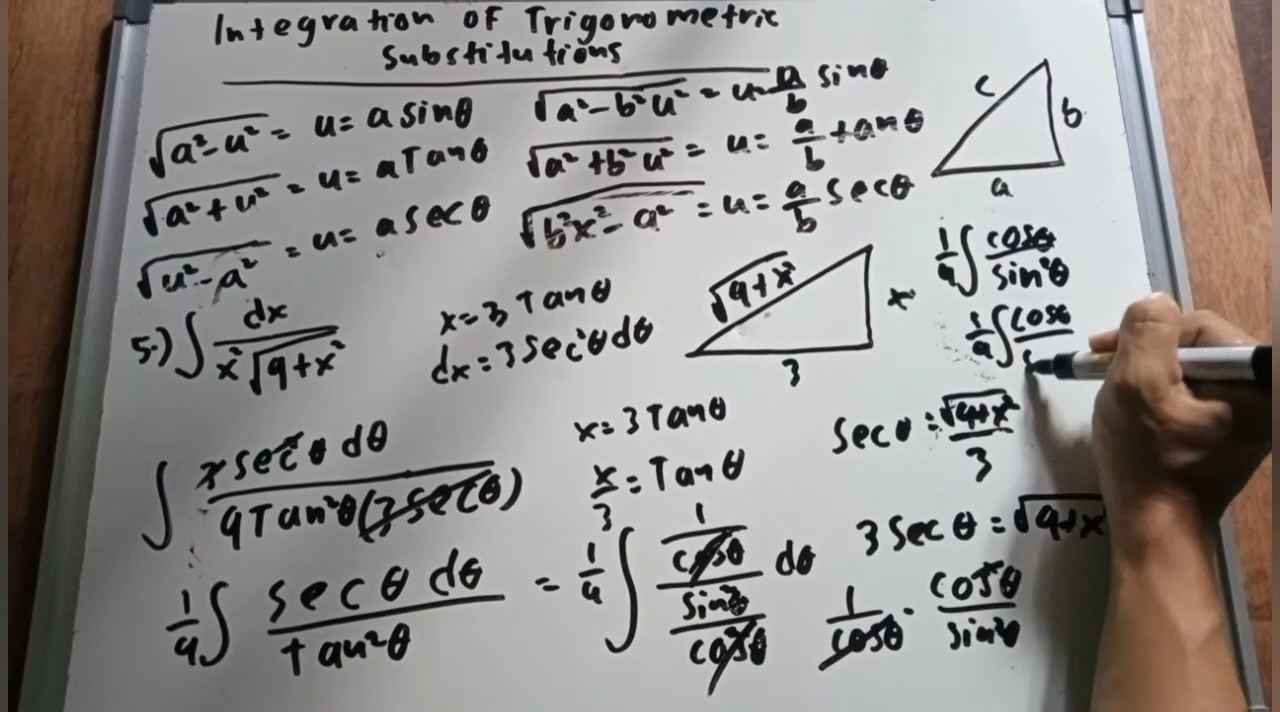 Integration OF Trigonometric
Substitutions
√a²-u² = u = a sinθ
√a²+u² = u = a Tanθ
√u²-a² = u = a secθ
√a²-b²u² = u = a/b sinθ
√a²+b²u² = u = a/b tanθ
√b²x²-a² = u = a/b secθ
c
b
a
5.) ∫ dx / x²√9+x²
x = 3 Tanθ
dx = 3 sec²θ dθ
√9+x²
x
3
1/9 ∫ cosθ / sin²θ
1/9 ∫ cosθ
∫ 3 sec²θ dθ / 9 Tan²θ (3 secθ)
x = 3 Tanθ
x/3 = Tanθ
secθ = √9+x² / 3
3 secθ = √9+x
1/9 ∫ sec θ dθ / tan²θ
= 1/9 ∫ 1/cosθ / sin²θ/cos²θ dθ
1/cosθ · cos²θ/sin²θ